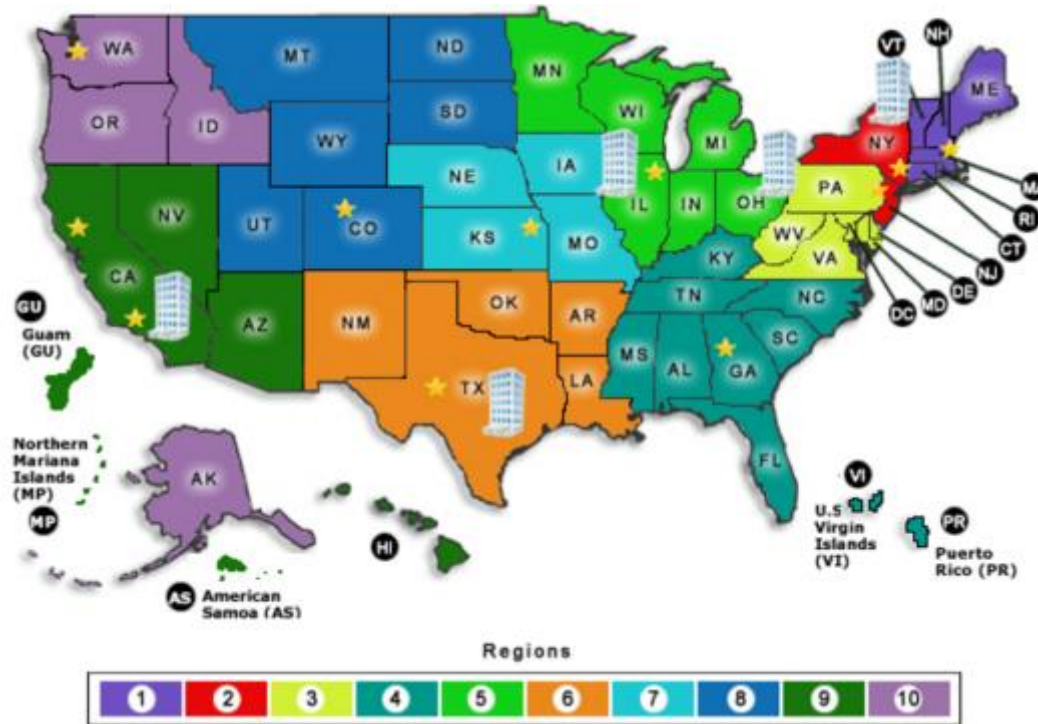 WA
MT
ND
MN
VT
NH
ME
OR
ID
WY
SD
WI
MI
NY
MA
RI
CT
NJ
DE
MD
DC
NV
UT
CO
NE
IA
IL
IN
OH
PA
WV
VA
KS
MO
KY
CA
AZ
NM
OK
AR
TN
NC
SC
MS
AL
GA
TX
LA
FL
GU
Guam
(GU)
Northern
Mariana
Islands
(MP)
MP
AK
HI
AS
American
Samoa (AS)
VI
U.S
Virgin
Islands
(VI)
PR
Puerto
Rico (PR)
Regions
1 2 3 4 5 6 7 8 9 10